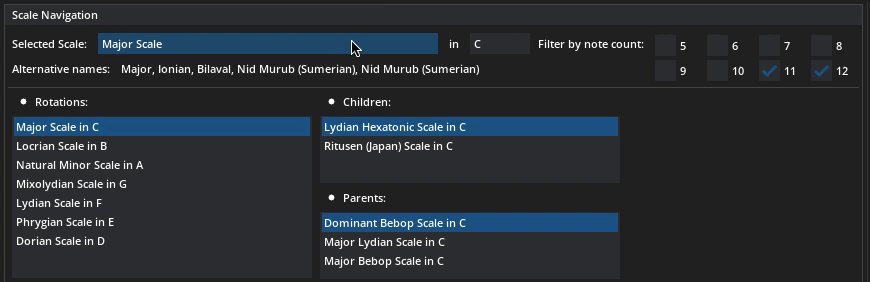 Scale Navigation
Selected Scale: Major Scale in C Filter by note count: 5 6 7 8
Alternative names: Major, Ionian, Bilaval, Nid Murub (Sumerian), Nid Murub (Sumerian) 9 10 11 12
Rotations:
Major Scale in C
Locrian Scale in B
Natural Minor Scale in A
Mixolydian Scale in G
Lydian Scale in F
Phrygian Scale in E
Dorian Scale in D
Children:
Lydian Hexatonic Scale in C
Ritusen (Japan) Scale in C
Parents:
Dominant Bebop Scale in C
Major Lydian Scale in C
Major Bebop Scale in C